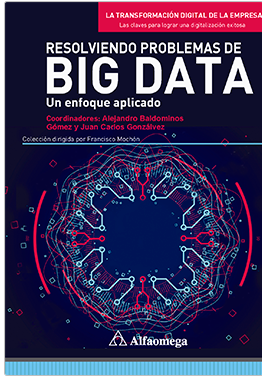 LA TRANSFORMACIÓN DIGITAL DE LA EMPRESA
Las claves para lograr una digitalización exitosa
RESOLVIENDO PROBLEMAS DE
BIG DATA
Un enfoque aplicado
Coordinadores: Alejandro Baldominos
Gómez y Juan Carlos Gonzálvez
Colección dirigida por Francisco Mochón
Alfaomega